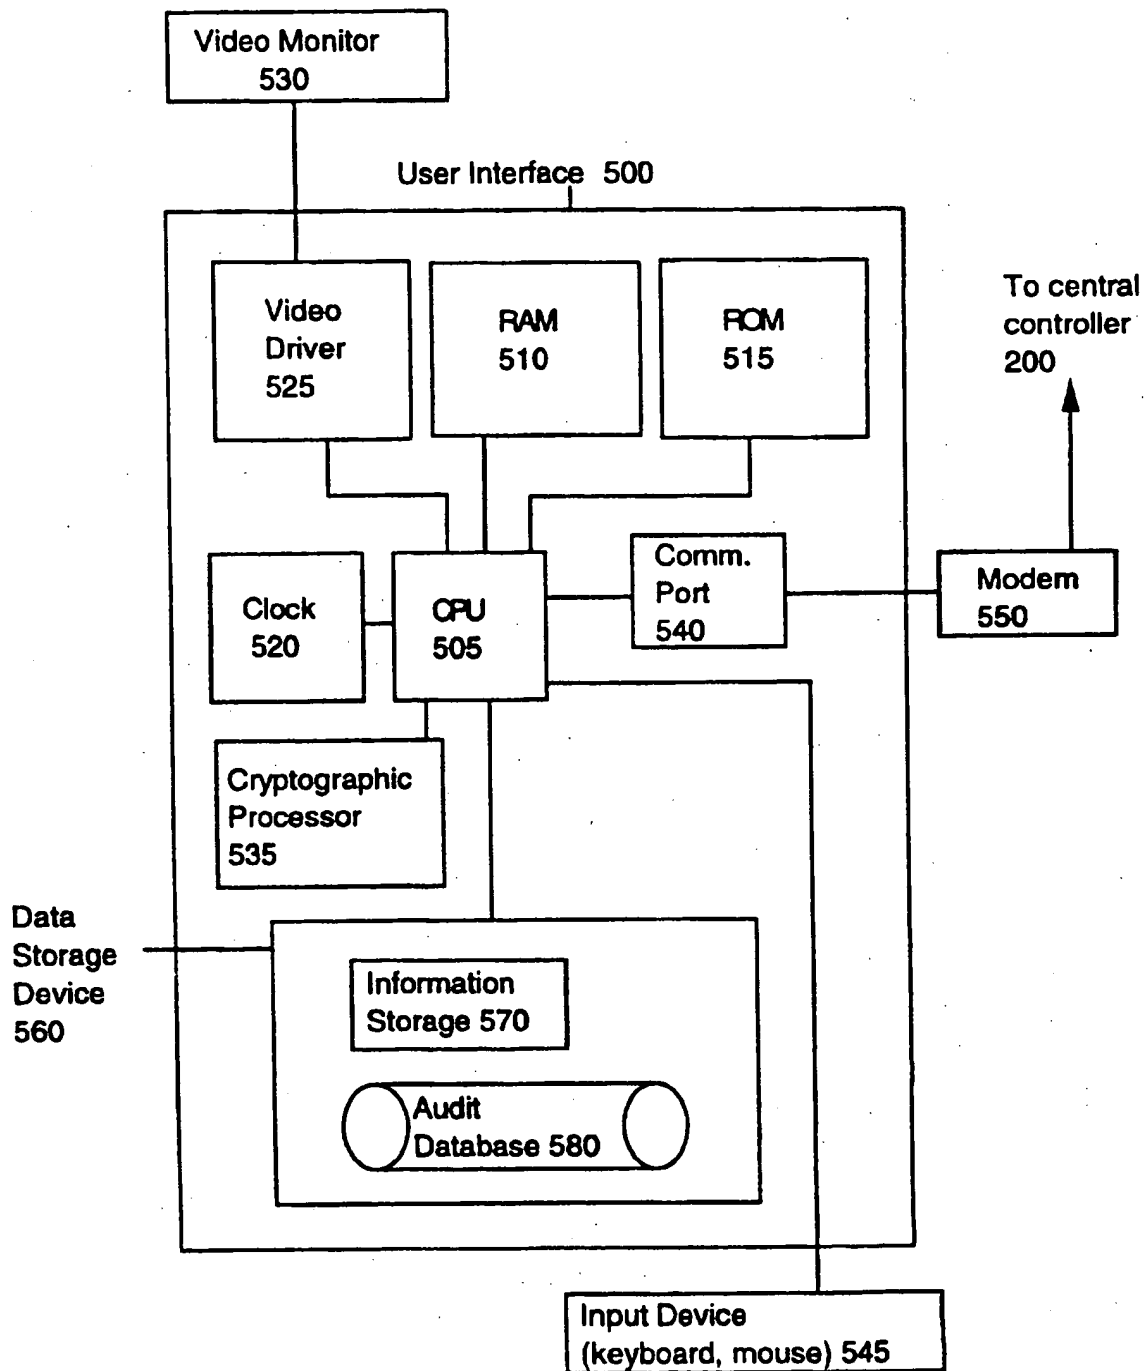 Video Monitor
530
User Interface 500
Video
Driver
525
RAM
510
ROM
515
To central
controller
200
Clock
520
CPU
505
Comm.
Port
540
Modem
550
Cryptographic
Processor
535
Data
Storage
Device
560
Information
Storage 570
Audit
Database 580
Input Device
(keyboard, mouse) 545